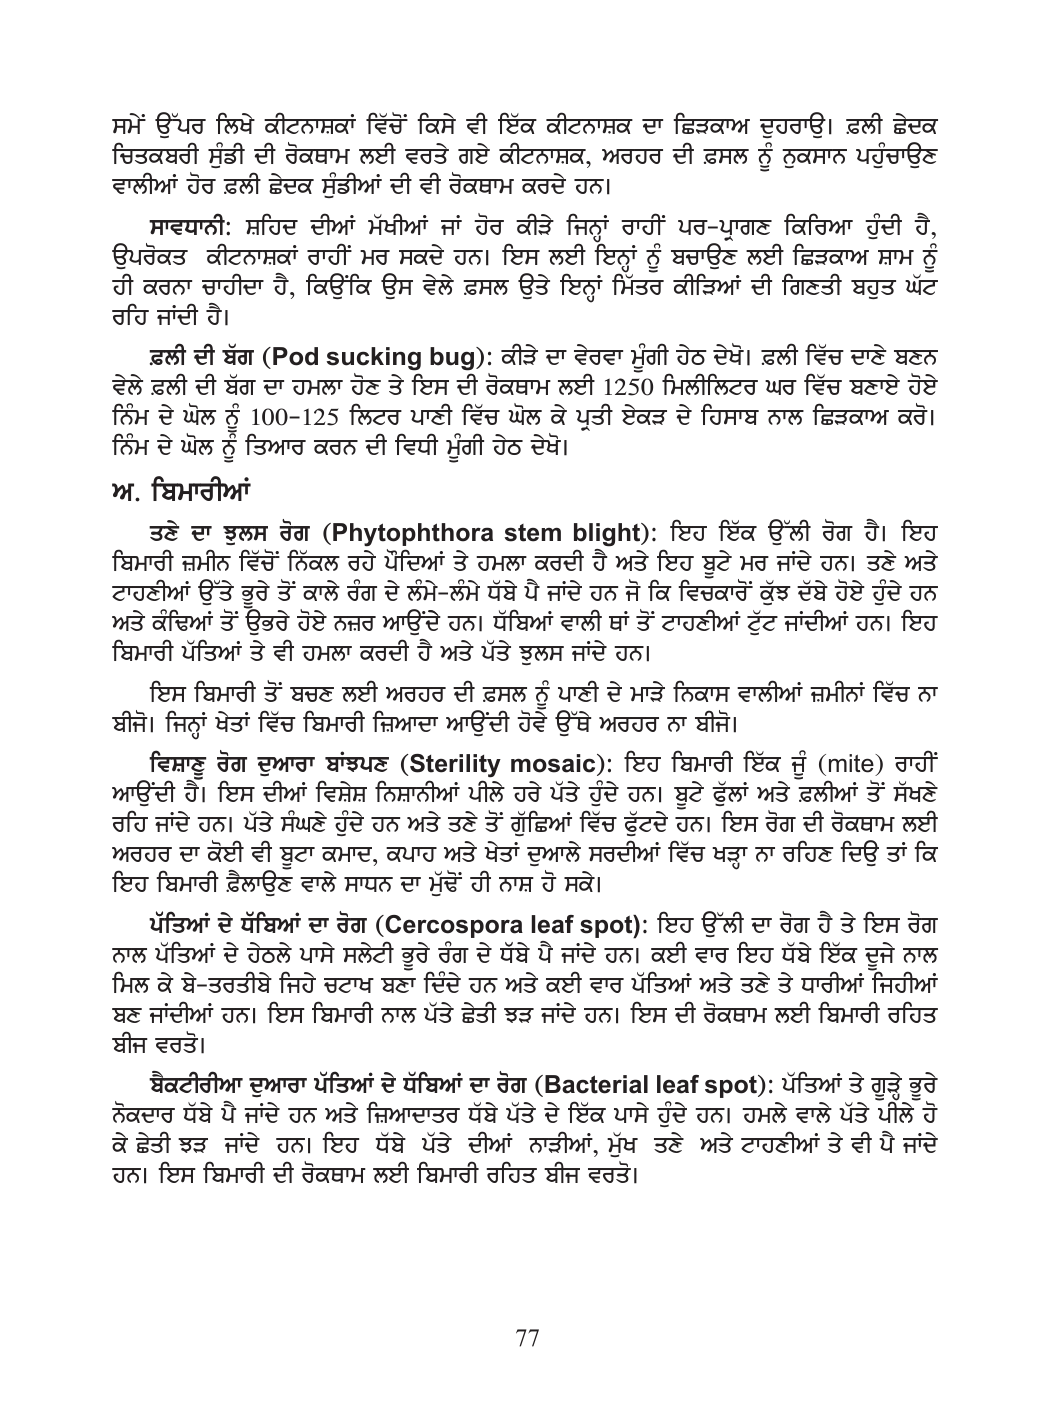 ਸਮੇਂ ਉੱਪਰ ਲਿਖੇ ਕੀਟਨਾਸ਼ਕਾਂ ਵਿੱਚੋਂ ਕਿਸੇ ਵੀ ਇੱਕ ਕੀਟਨਾਸ਼ਕ ਦਾ ਛਿੜਕਾਅ ਦੁਹਰਾਉ। ਫ਼ਲੀ ਛੇਦਕ
ਚਿਤਕਬਰੀ ਸੁੰਡੀ ਦੀ ਰੋਕਥਾਮ ਲਈ ਵਰਤੇ ਗਏ ਕੀਟਨਾਸ਼ਕ, ਅਰਹਰ ਦੀ ਫ਼ਸਲ ਨੂੰ ਨੁਕਸਾਨ ਪਹੁੰਚਾਉਣ
ਵਾਲੀਆਂ ਹੋਰ ਫ਼ਲੀ ਛੇਦਕ ਸੁੰਡੀਆਂ ਦੀ ਵੀ ਰੋਕਥਾਮ ਕਰਦੇ ਹਨ।
ਸਾਵਧਾਨੀ: ਸ਼ਹਿਦ ਦੀਆਂ ਮੱਖੀਆਂ ਜਾਂ ਹੋਰ ਕੀੜੇ ਜਿਨ੍ਹਾਂ ਰਾਹੀਂ ਪਰ-ਪ੍ਰਾਗਣ ਕਿਰਿਆ ਹੁੰਦੀ ਹੈ,
ਉਪਰੋਕਤ ਕੀਟਨਾਸ਼ਕਾਂ ਰਾਹੀਂ ਮਰ ਸਕਦੇ ਹਨ। ਇਸ ਲਈ ਇਨ੍ਹਾਂ ਨੂੰ ਬਚਾਉਣ ਲਈ ਛਿੜਕਾਅ ਸ਼ਾਮ ਨੂੰ
ਹੀ ਕਰਨਾ ਚਾਹੀਦਾ ਹੈ, ਕਿਉਂਕਿ ਉਸ ਵੇਲੇ ਫ਼ਸਲ ਉਤੇ ਇਨ੍ਹਾਂ ਮਿੱਤਰ ਕੀੜਿਆਂ ਦੀ ਗਿਣਤੀ ਬਹੁਤ ਘੱਟ
ਰਹਿ ਜਾਂਦੀ ਹੈ।
ਫ਼ਲੀ ਦੀ ਬੱਗ (Pod sucking bug): ਕੀੜੇ ਦਾ ਵੇਰਵਾ ਮੂੰਗੀ ਹੇਠ ਦੇਖੋ। ਫ਼ਲੀ ਵਿੱਚ ਦਾਣੇ ਬਣਨ
ਵੇਲੇ ਫ਼ਲੀ ਦੀ ਬੱਗ ਦਾ ਹਮਲਾ ਹੋਣ ਤੇ ਇਸ ਦੀ ਰੋਕਥਾਮ ਲਈ 1250 ਮਿਲੀਲਿਟਰ ਘਰ ਵਿੱਚ ਬਣਾਏ ਹੋਏ
ਨਿੰਮ ਦੇ ਘੋਲ ਨੂੰ 100-125 ਲਿਟਰ ਪਾਣੀ ਵਿੱਚ ਘੋਲ ਕੇ ਪ੍ਰਤੀ ਏਕੜ ਦੇ ਹਿਸਾਬ ਨਾਲ ਛਿੜਕਾਅ ਕਰੋ।
ਨਿੰਮ ਦੇ ਘੋਲ ਨੂੰ ਤਿਆਰ ਕਰਨ ਦੀ ਵਿਧੀ ਮੂੰਗੀ ਹੇਠ ਦੇਖੋ।
ਅ. ਬਿਮਾਰੀਆਂ
ਤਣੇ ਦਾ ਝੁਲਸ ਰੋਗ (Phytophthora stem blight): ਇਹ ਇੱਕ ਉੱਲੀ ਰੋਗ ਹੈ। ਇਹ
ਬਿਮਾਰੀ ਜ਼ਮੀਨ ਵਿੱਚੋਂ ਨਿੱਕਲ ਰਹੇ ਪੌਦਿਆਂ ਤੇ ਹਮਲਾ ਕਰਦੀ ਹੈ ਅਤੇ ਇਹ ਬੂਟੇ ਮਰ ਜਾਂਦੇ ਹਨ। ਤਣੇ ਅਤੇ
ਟਾਹਣੀਆਂ ਉੱਤੇ ਭੂਰੇ ਤੋਂ ਕਾਲੇ ਰੰਗ ਦੇ ਲੰਮੇ-ਲੰਮੇ ਧੱਬੇ ਪੈ ਜਾਂਦੇ ਹਨ ਜੋ ਕਿ ਵਿਚਕਾਰੋਂ ਕੁੱਝ ਦੱਬੇ ਹੋਏ ਹੁੰਦੇ ਹਨ
ਅਤੇ ਕੰਢਿਆਂ ਤੋਂ ਉਭਰੇ ਹੋਏ ਨਜ਼ਰ ਆਉਂਦੇ ਹਨ। ਧੱਬਿਆਂ ਵਾਲੀ ਥਾਂ ਤੋਂ ਟਾਹਣੀਆਂ ਟੁੱਟ ਜਾਂਦੀਆਂ ਹਨ। ਇਹ
ਬਿਮਾਰੀ ਪੱਤਿਆਂ ਤੇ ਵੀ ਹਮਲਾ ਕਰਦੀ ਹੈ ਅਤੇ ਪੱਤੇ ਝੁਲਸ ਜਾਂਦੇ ਹਨ।
ਇਸ ਬਿਮਾਰੀ ਤੋਂ ਬਚਣ ਲਈ ਅਰਹਰ ਦੀ ਫ਼ਸਲ ਨੂੰ ਪਾਣੀ ਦੇ ਮਾੜੇ ਨਿਕਾਸ ਵਾਲੀਆਂ ਜ਼ਮੀਨਾਂ ਵਿੱਚ ਨਾ
ਬੀਜੋ। ਜਿਨ੍ਹਾਂ ਖੇਤਾਂ ਵਿੱਚ ਬਿਮਾਰੀ ਜ਼ਿਆਦਾ ਆਉਂਦੀ ਹੋਵੇ ਉੱਥੇ ਅਰਹਰ ਨਾ ਬੀਜੋ।
ਵਿਸ਼ਾਣੂ ਰੋਗ ਦੁਆਰਾ ਬਾਂਝਪਣ (Sterility mosaic): ਇਹ ਬਿਮਾਰੀ ਇੱਕ ਜੂੰ (mite) ਰਾਹੀਂ
ਆਉਂਦੀ ਹੈ। ਇਸ ਦੀਆਂ ਵਿਸ਼ੇਸ਼ ਨਿਸ਼ਾਨੀਆਂ ਪੀਲੇ ਹਰੇ ਪੱਤੇ ਹੁੰਦੇ ਹਨ। ਬੂਟੇ ਫੁੱਲਾਂ ਅਤੇ ਫ਼ਲੀਆਂ ਤੋਂ ਸੱਖਣੇ
ਰਹਿ ਜਾਂਦੇ ਹਨ। ਪੱਤੇ ਸੰਘਣੇ ਹੁੰਦੇ ਹਨ ਅਤੇ ਤਣੇ ਤੋਂ ਗੁੱਛਿਆਂ ਵਿੱਚ ਫੁੱਟਦੇ ਹਨ। ਇਸ ਰੋਗ ਦੀ ਰੋਕਥਾਮ ਲਈ
ਅਰਹਰ ਦਾ ਕੋਈ ਵੀ ਬੂਟਾ ਕਮਾਦ, ਕਪਾਹ ਅਤੇ ਖੇਤਾਂ ਦੁਆਲੇ ਸਰਦੀਆਂ ਵਿੱਚ ਖੜ੍ਹਾ ਨਾ ਰਹਿਣ ਦਿਉ ਤਾਂ ਕਿ
ਇਹ ਬਿਮਾਰੀ ਫ਼ੈਲਾਉਣ ਵਾਲੇ ਸਾਧਨ ਦਾ ਮੁੱਢੋਂ ਹੀ ਨਾਸ਼ ਹੋ ਸਕੇ।
ਪੱਤਿਆਂ ਦੇ ਧੱਬਿਆਂ ਦਾ ਰੋਗ (Cercospora leaf spot): ਇਹ ਉੱਲੀ ਦਾ ਰੋਗ ਹੈ ਤੇ ਇਸ ਰੋਗ
ਨਾਲ ਪੱਤਿਆਂ ਦੇ ਹੇਠਲੇ ਪਾਸੇ ਸਲੇਟੀ ਭੂਰੇ ਰੰਗ ਦੇ ਧੱਬੇ ਪੈ ਜਾਂਦੇ ਹਨ। ਕਈ ਵਾਰ ਇਹ ਧੱਬੇ ਇੱਕ ਦੂਜੇ ਨਾਲ
ਮਿਲ ਕੇ ਬੇ-ਤਰਤੀਬੇ ਜਿਹੇ ਚਟਾਖ ਬਣਾ ਦਿੰਦੇ ਹਨ ਅਤੇ ਕਈ ਵਾਰ ਪੱਤਿਆਂ ਅਤੇ ਤਣੇ ਤੇ ਧਾਰੀਆਂ ਜਿਹੀਆਂ
ਬਣ ਜਾਂਦੀਆਂ ਹਨ। ਇਸ ਬਿਮਾਰੀ ਨਾਲ ਪੱਤੇ ਛੇਤੀ ਝੜ ਜਾਂਦੇ ਹਨ। ਇਸ ਦੀ ਰੋਕਥਾਮ ਲਈ ਬਿਮਾਰੀ ਰਹਿਤ
ਬੀਜ ਵਰਤੋ।
ਬੈਕਟੀਰੀਆ ਦੁਆਰਾ ਪੱਤਿਆਂ ਦੇ ਧੱਬਿਆਂ ਦਾ ਰੋਗ (Bacterial leaf spot): ਪੱਤਿਆਂ ਤੇ ਗੂੜ੍ਹੇ ਭੂਰੇ
ਨੋਕਦਾਰ ਧੱਬੇ ਪੈ ਜਾਂਦੇ ਹਨ ਅਤੇ ਜ਼ਿਆਦਾਤਰ ਧੱਬੇ ਪੱਤੇ ਦੇ ਇੱਕ ਪਾਸੇ ਹੁੰਦੇ ਹਨ। ਹਮਲੇ ਵਾਲੇ ਪੱਤੇ ਪੀਲੇ ਹੋ
ਕੇ ਛੇਤੀ ਝੜ ਜਾਂਦੇ ਹਨ। ਇਹ ਧੱਬੇ ਪੱਤੇ ਦੀਆਂ ਨਾੜੀਆਂ, ਮੁੱਖ ਤਣੇ ਅਤੇ ਟਾਹਣੀਆਂ ਤੇ ਵੀ ਪੈ ਜਾਂਦੇ
ਹਨ। ਇਸ ਬਿਮਾਰੀ ਦੀ ਰੋਕਥਾਮ ਲਈ ਬਿਮਾਰੀ ਰਹਿਤ ਬੀਜ ਵਰਤੋ।
77